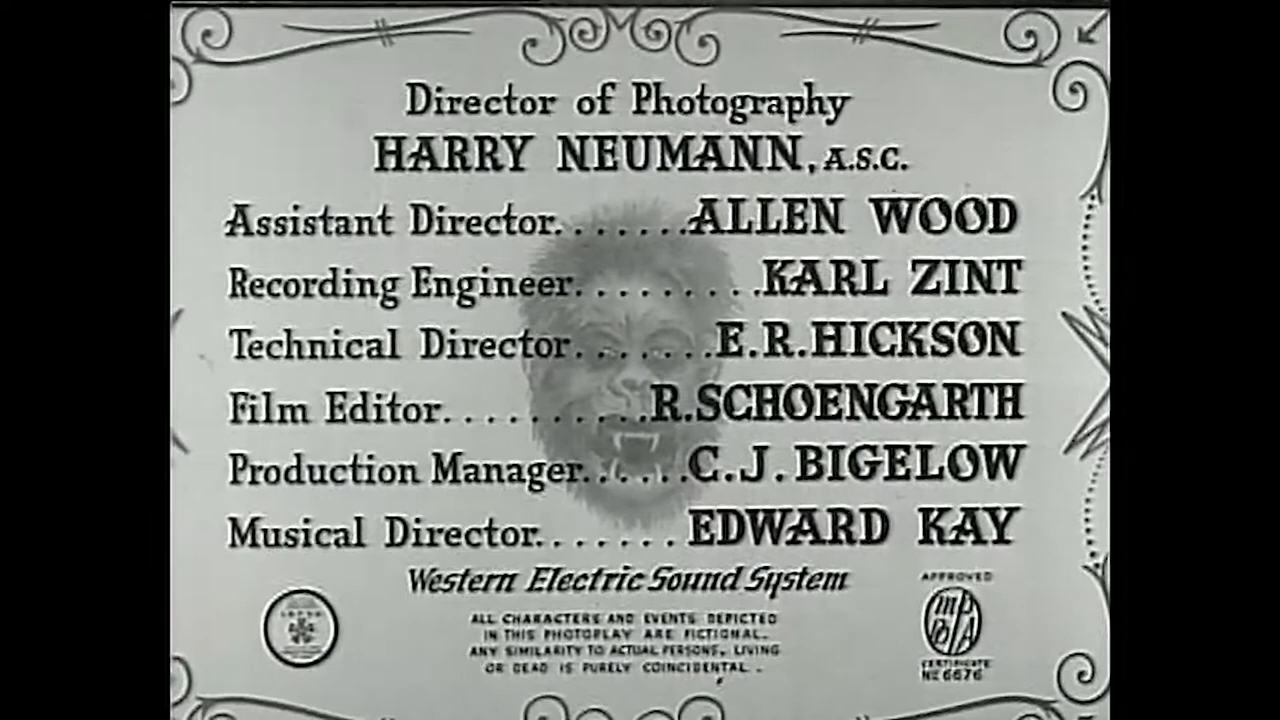 Director of Photography
HARRY NEUMANN, A.S.C.
Assistant Director.......ALLEN WOOD
Recording Engineer.........KARL ZINT
Technical Director.......E.R.HICKSON
Film Editor..........R.SCHOENGARTH
Production Manager......C.J.BIGELOW
Musical Director.......EDWARD KAY
Western Electric Sound System
ALL CHARACTERS AND EVENTS DEPICTED
IN THIS PHOTOPLAY ARE FICTIONAL.
ANY SIMILARITY TO ACTUAL PERSONS, LIVING
OR DEAD IS PURELY COINCIDENTAL.
APPROVED
MPPDA
CERTIFICATE
No 6676